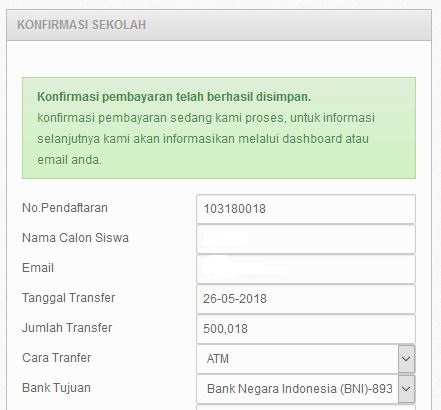 KONFIRMASI SEKOLAH
Konfirmasi pembayaran telah berhasil disimpan.
konfirmasi pembayaran sedang kami proses, untuk informasi
selanjutnya kami akan informasikan melalui dashboard atau
email anda.
No.Pendaftaran 103180018
Nama Calon Siswa
Email
Tanggal Transfer 26-05-2018
Jumlah Transfer 500,018
Cara Tranfer ATM
Bank Tujuan Bank Negara Indonesia (BNI)-893